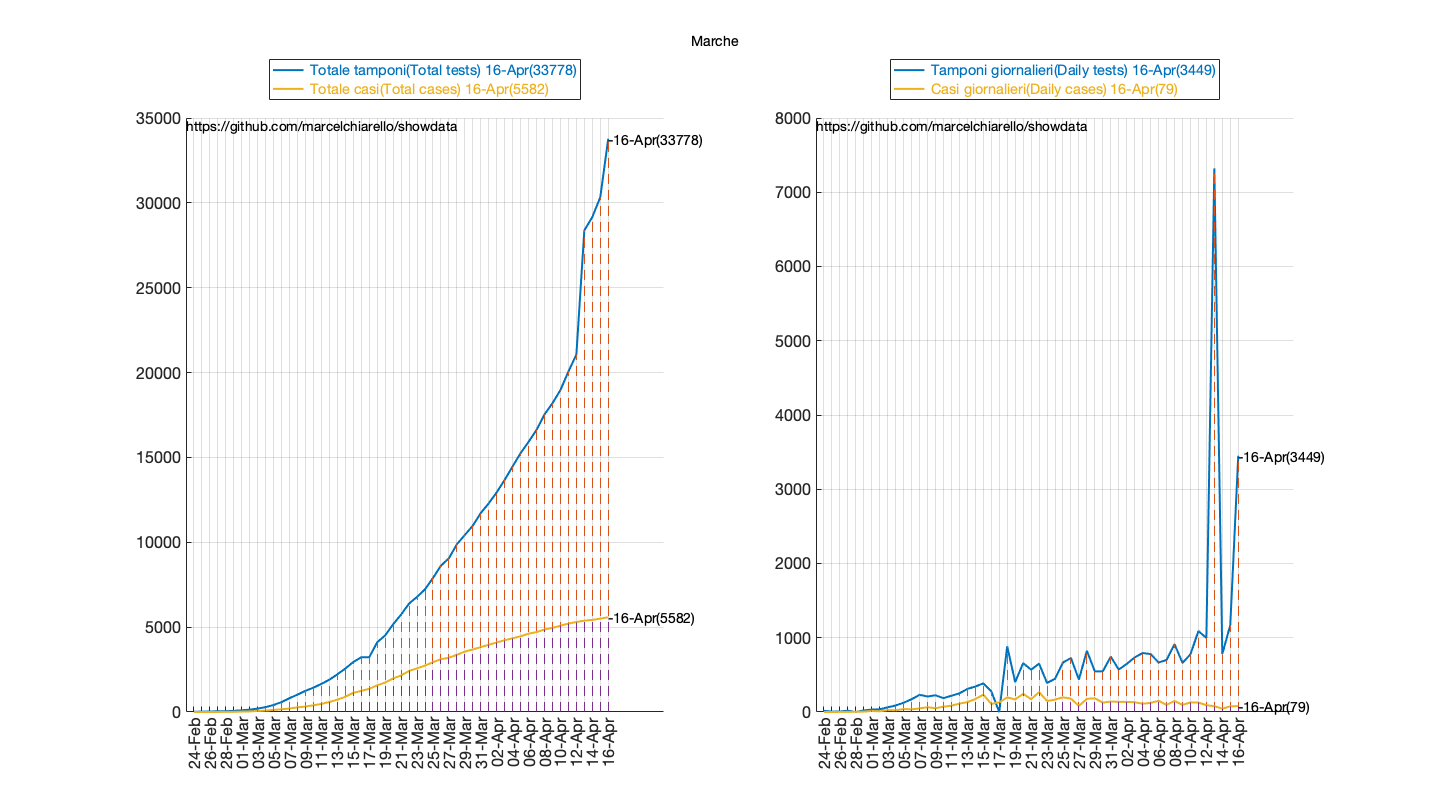 Marche
Totale tamponi(Total tests) 16-Apr(33778)
Totale casi(Total cases) 16-Apr(5582)
https://github.com/marcelchiarello/showdata
35000
30000
25000
20000
15000
10000
5000
0
16-Apr(33778)
16-Apr(5582)
24-Feb
26-Feb
28-Feb
01-Mar
03-Mar
05-Mar
07-Mar
09-Mar
11-Mar
13-Mar
15-Mar
17-Mar
19-Mar
21-Mar
23-Mar
25-Mar
27-Mar
29-Mar
31-Mar
02-Apr
04-Apr
06-Apr
08-Apr
10-Apr
12-Apr
14-Apr
16-Apr
Tamponi giornalieri(Daily tests) 16-Apr(3449)
Casi giornalieri(Daily cases) 16-Apr(79)
https://github.com/marcelchiarello/showdata
8000
7000
6000
5000
4000
3000
2000
1000
0
16-Apr(3449)
16-Apr(79)
24-Feb
26-Feb
28-Feb
01-Mar
03-Mar
05-Mar
07-Mar
09-Mar
11-Mar
13-Mar
15-Mar
17-Mar
19-Mar
21-Mar
23-Mar
25-Mar
27-Mar
29-Mar
31-Mar
02-Apr
04-Apr
06-Apr
08-Apr
10-Apr
12-Apr
14-Apr
16-Apr